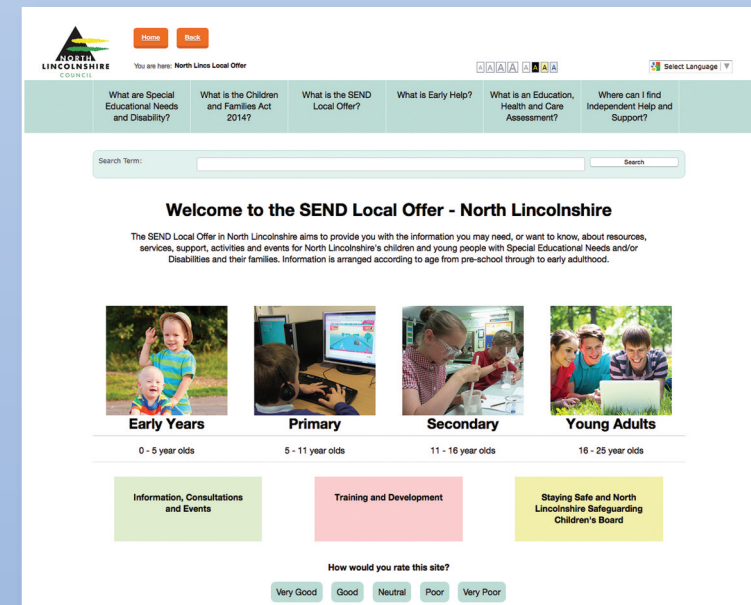 Home
Back
NORTH
LINCOLNSHIRE
COUNCIL
You are here: North Lincs Local Offer
A A A A A A A A
Select Language
What are Special
Educational Needs
and Disability?
What is the Children
and Families Act
2014?
What is the SEND
Local Offer?
What is Early Help?
What is an Education,
Health and Care
Assessment?
Where can I find
Independent Help and
Support?
Search Term:
Search
Welcome to the SEND Local Offer - North Lincolnshire
The SEND Local Offer in North Lincolnshire aims to provide you with the information you may need, or want to know, about resources,
services, support, activities and events for North Lincolnshire's children and young people with Special Educational Needs and/or
Disabilities and their families. Information is arranged according to age from pre-school through to early adulthood.
Early Years
Primary
Secondary
Young Adults
0 - 5 year olds
5 - 11 year olds
11 - 16 year olds
16 - 25 year olds
Information, Consultations
and Events
Training and Development
Staying Safe and North
Lincolnshire Safeguarding
Children's Board
How would you rate this site?
Very Good
Good
Neutral
Poor
Very Poor